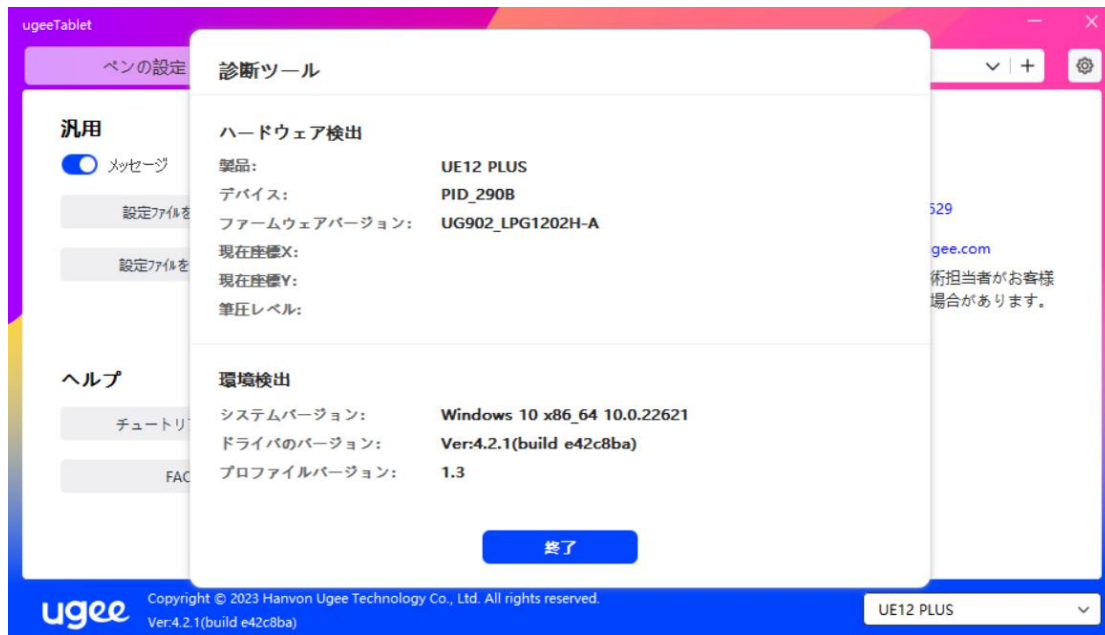 ugeeTablet
ペンの設定
診断ツール
汎用
メッセージ
設定ファイルを
設定ファイルを
ハードウェア検出
製品: UE12 PLUS
デバイス: PID_290B
ファームウェアバージョン: UG902_LPG1202H-A
現在座標X:
現在座標Y:
筆圧レベル:
529
gee.com
術担当者がお客様
場合があります。
ヘルプ
チュートリ
FAC
環境検出
システムバージョン: Windows 10 x86_64 10.0.22621
ドライバのバージョン: Ver:4.2.1(build e42c8ba)
プロファイルバージョン: 1.3
終了
ugee
Copyright © 2023 Hanvon Ugee Technology Co., Ltd. All rights reserved.
Ver:4.2.1(build e42c8ba)
UE12 PLUS